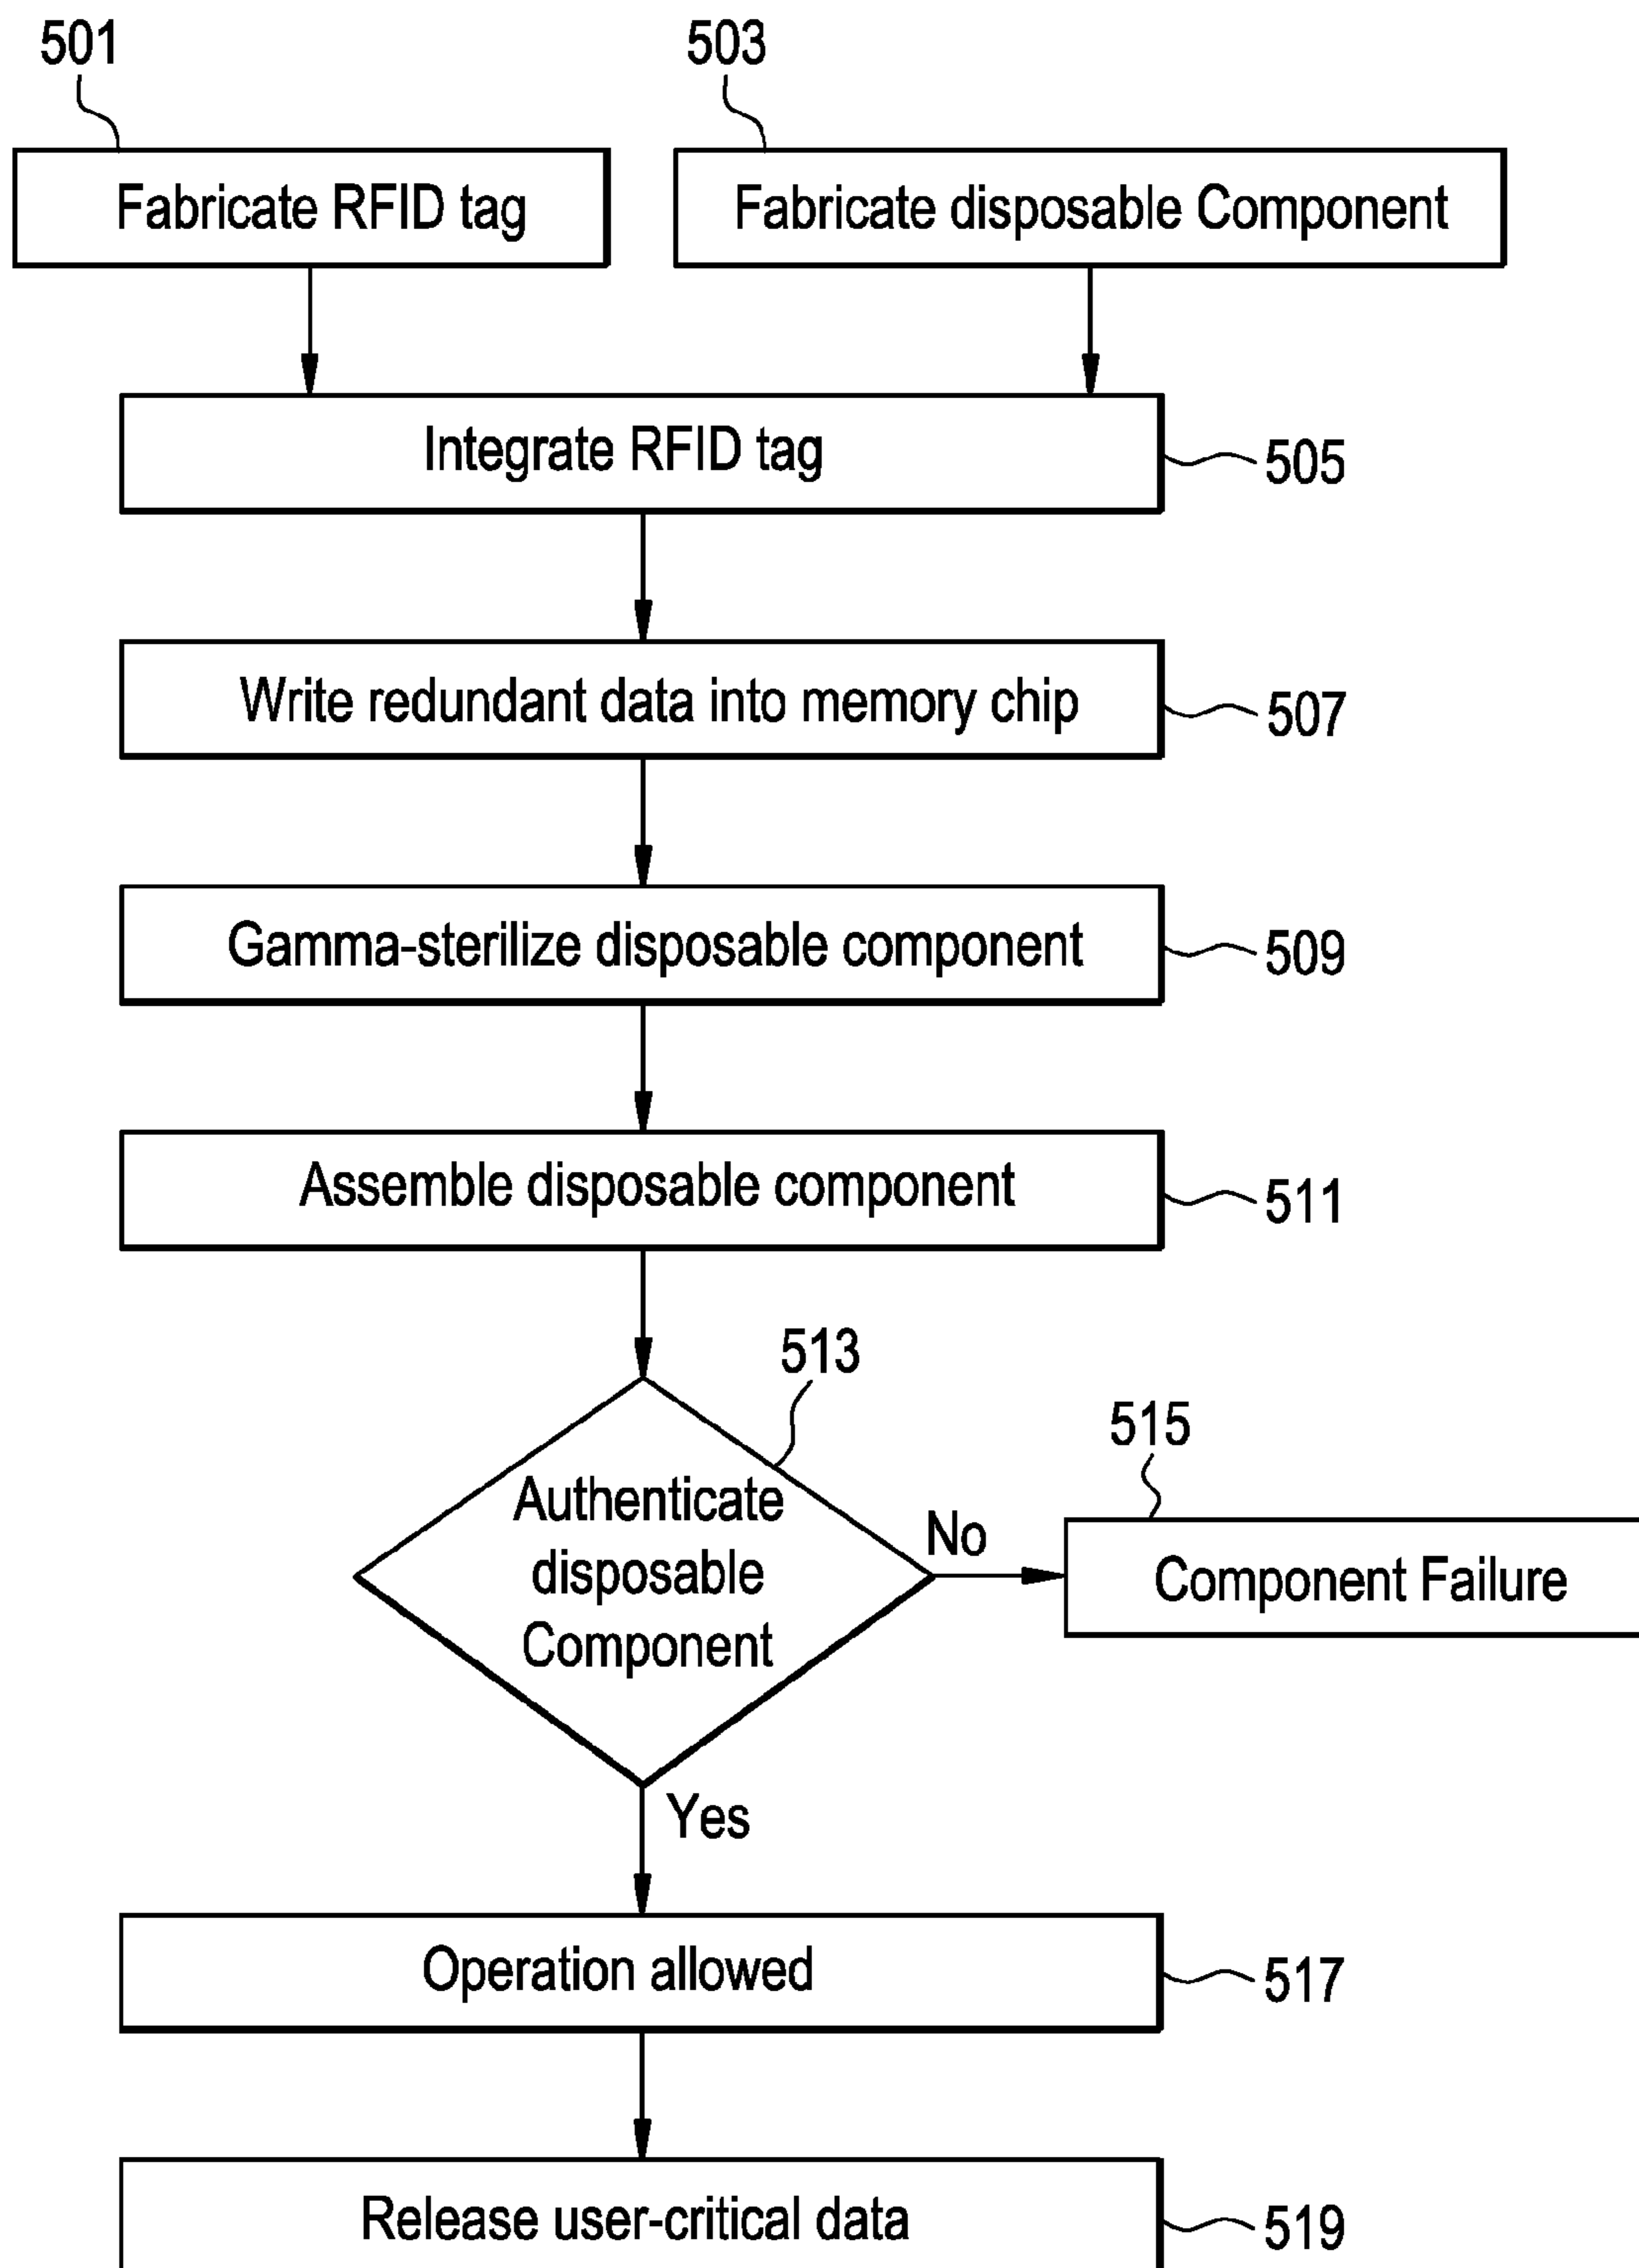 501
503
Fabricate RFID tag
Fabricate disposable Component
Integrate RFID tag
505
Write redundant data into memory chip
507
Gamma-sterilize disposable component
509
Assemble disposable component
511
513
Authenticate
disposable
Component
No
515
Component Failure
Yes
Operation allowed
517
Release user-critical data
519